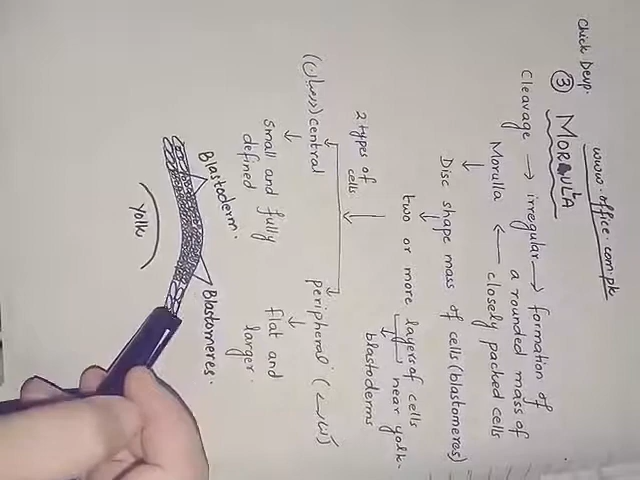 www.office.com.pk
Chick Devp.
③ MORULA
Cleavage → irregular → formation of
a rounded mass of
Morulla ← closely packed cells
Disc shape mass of cells (blastomeres)
two or more layers of cells
near yolk.
blastoderms
2 types of
cells
central
peripheral
small and fully
defined
flat and
larger.
Blastoderm.
Blastomeres.
Yolk